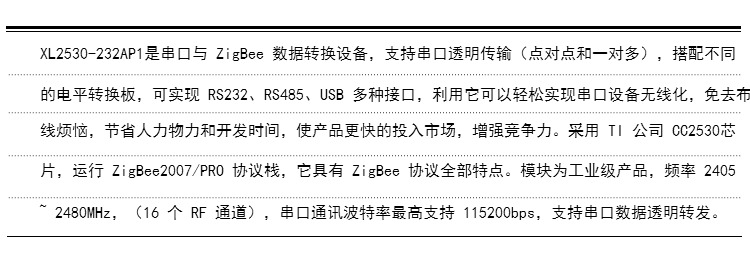 XL2530-232AP1是串口与 ZigBee 数据转换设备，支持串口透明传输（点对点和一对多），搭配不同
的电平转换板，可实现 RS232、RS485、USB 多种接口，利用它可以轻松实现串口设备无线化，免去布
线烦恼，节省人力物力和开发时间，使产品更快的投入市场，增强竞争力。采用 TI 公司 CC2530芯
片，运行 ZigBee2007/PRO 协议栈，它具有 ZigBee 协议全部特点。模块为工业级产品，频率 2405
~ 2480MHz，（16 个 RF 通道），串口通讯波特率最高支持 115200bps，支持串口数据透明转发。